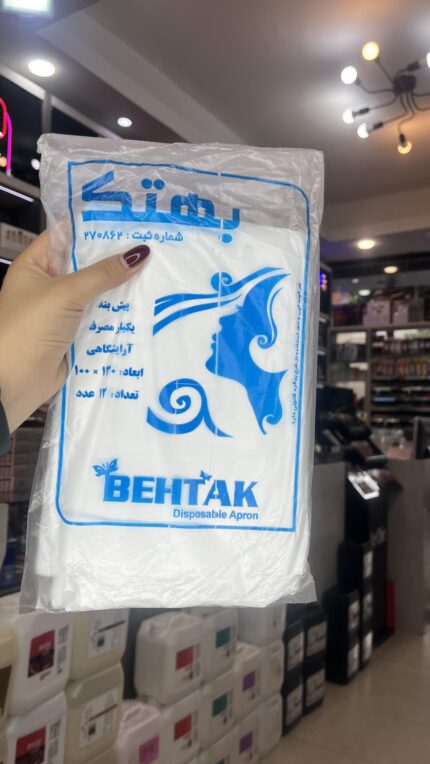 بهتک
شماره ثبت : ۲۷۰۸۶۲
پیش بند
یکبار مصرف
آرایشگاهی
ابعاد: ۱۴۰ × ۱۰۰
تعداد: ۱۲ عدد
BEHTAK
Disposable Apron